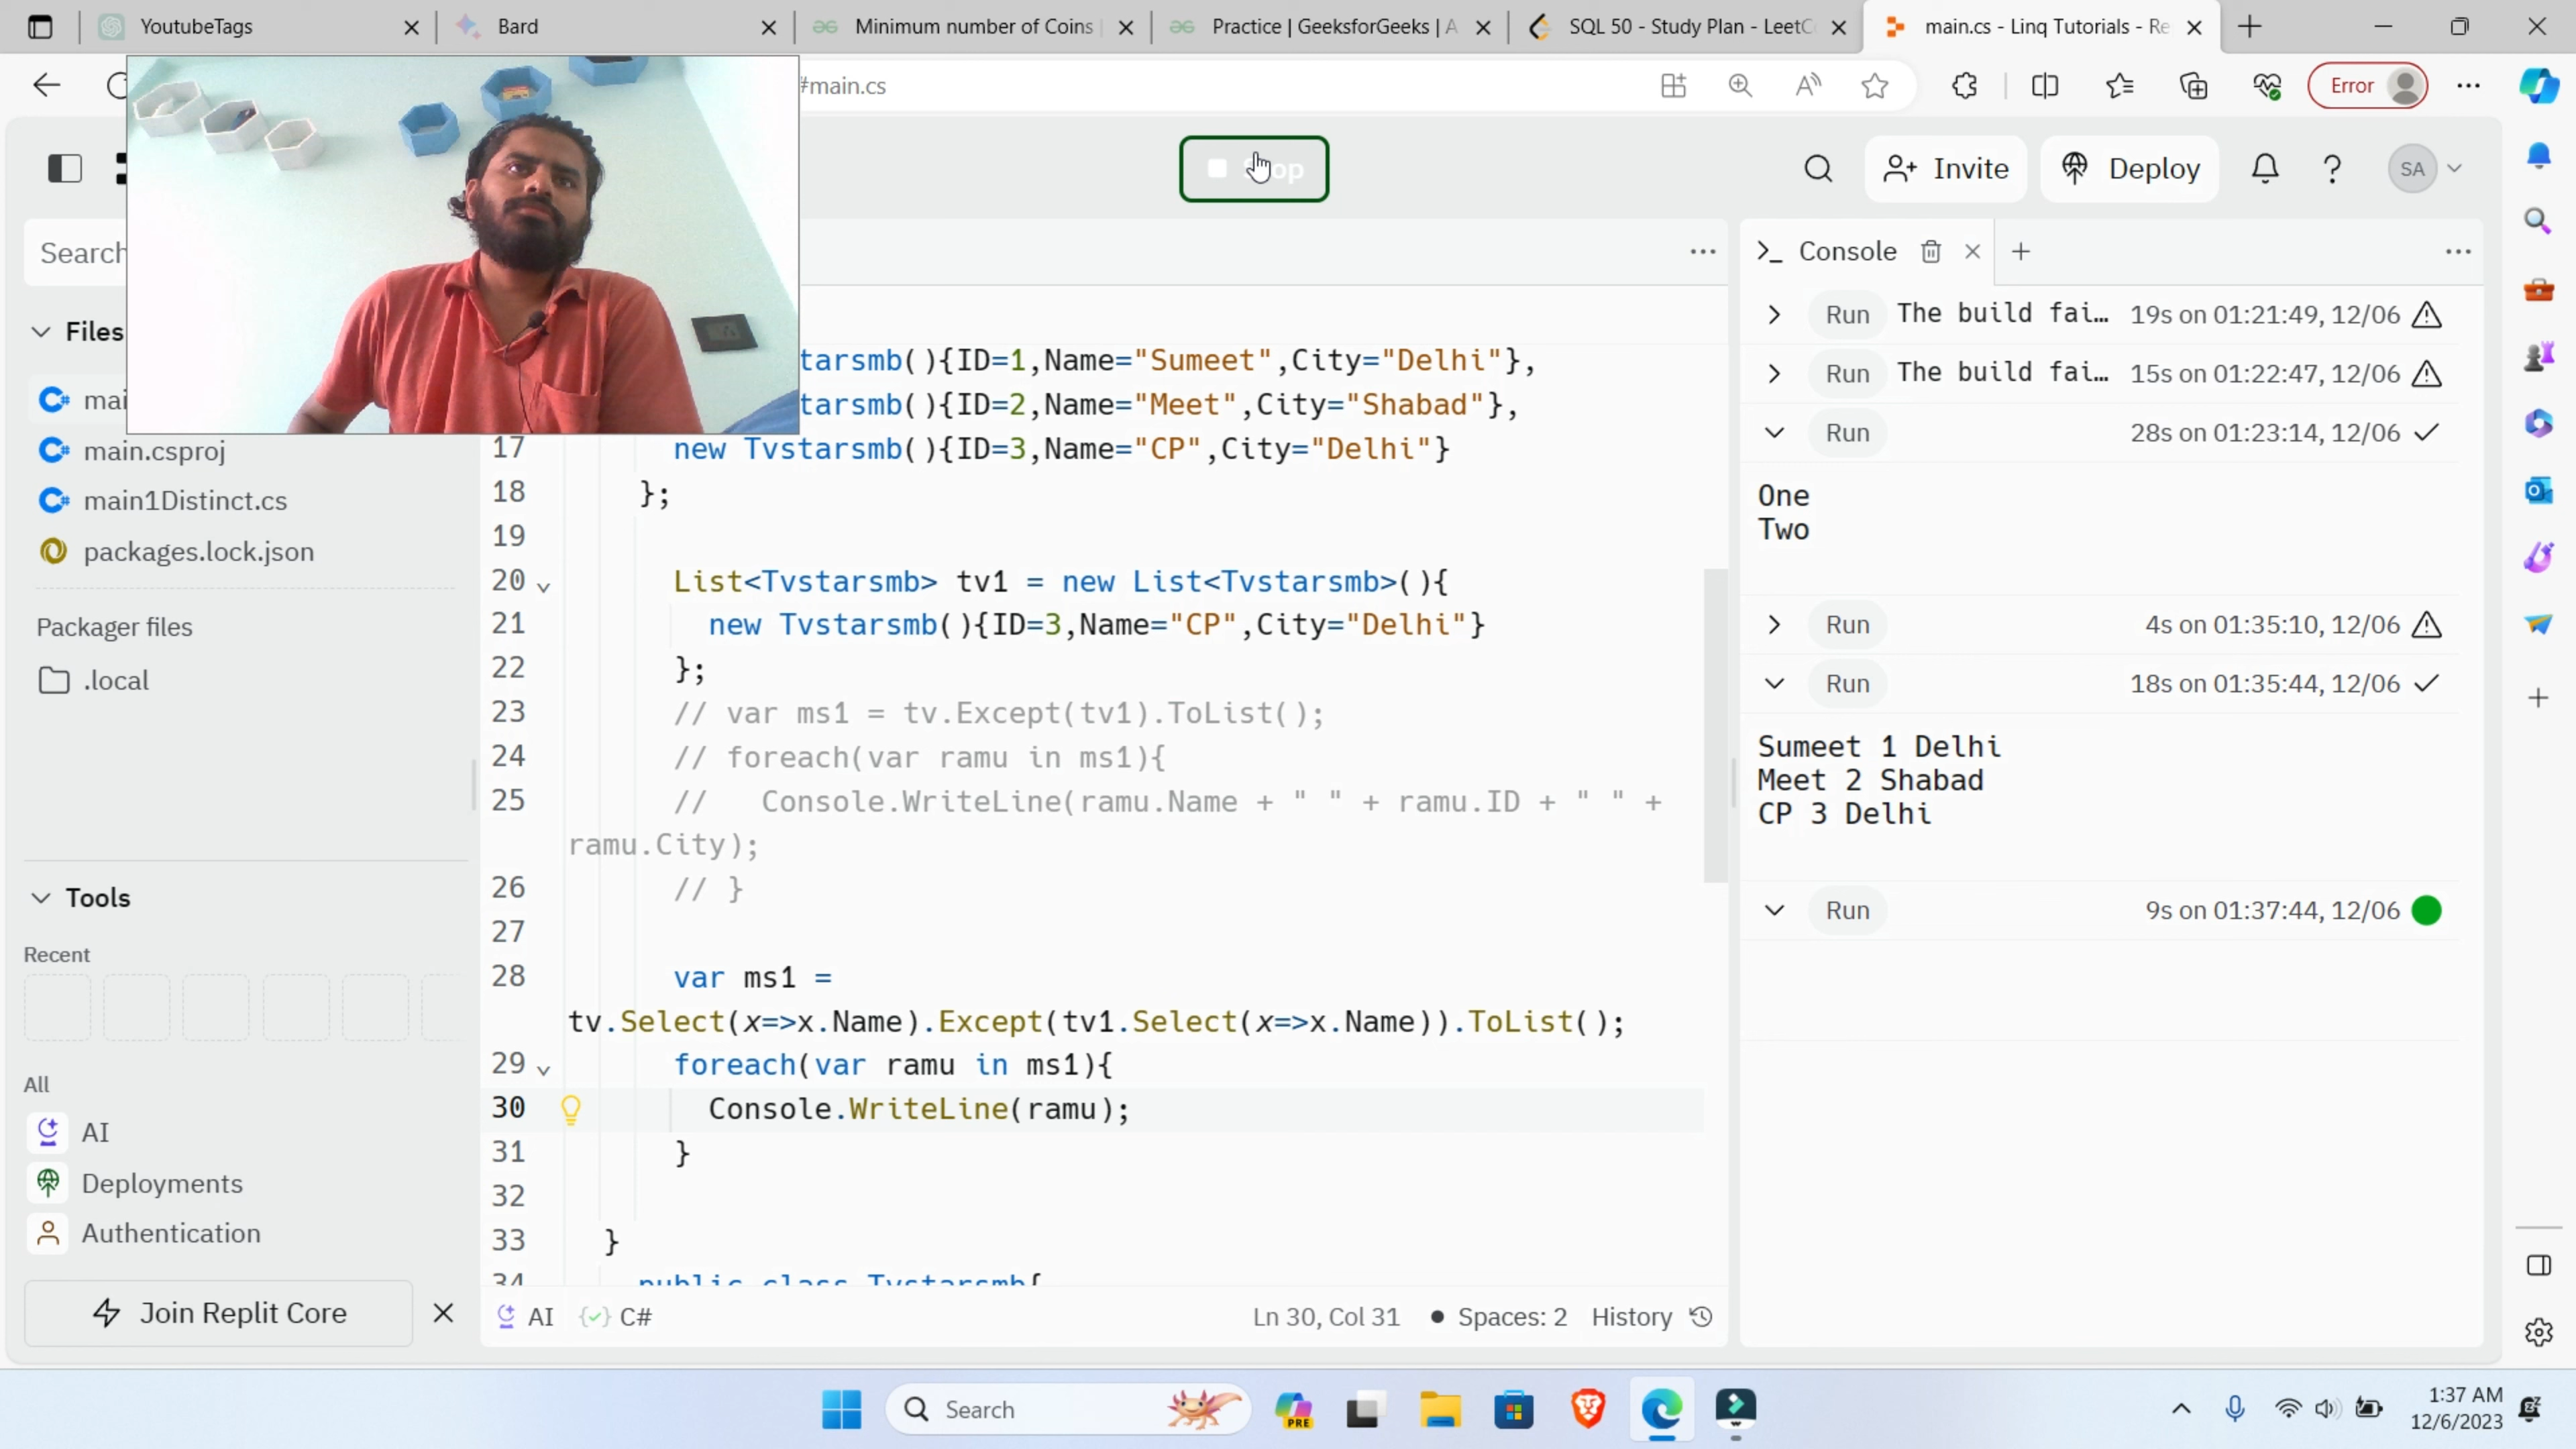 YoutubeTags
Bard
Minimum number of Coins
Practice | GeeksforGeeks | A
SQL 50 - Study Plan - LeetC
main.cs - Linq Tutorials - Re
#main.cs
Error
Invite
Deploy
SA
Search
Files
mai
main.csproj
main1Distinct.cs
packages.lock.json
Packager files
.local
Tools
Recent
All
AI
Deployments
Authentication
Join Replit Core
tarsmb(){ID=1,Name="Sumeet",City="Delhi"},
tarsmb(){ID=2,Name="Meet",City="Shabad"},
17 new Tvstarsmb(){ID=3,Name="CP",City="Delhi"}
18 };
19
20 List<Tvstarsmb> tv1 = new List<Tvstarsmb>(){
21 new Tvstarsmb(){ID=3,Name="CP",City="Delhi"}
22 };
23 // var ms1 = tv.Except(tv1).ToList();
24 // foreach(var ramu in ms1){
25 // Console.WriteLine(ramu.Name + " " + ramu.ID + " " +
ramu.City);
26 // }
27
28 var ms1 =
tv.Select(x=>x.Name).Except(tv1.Select(x=>x.Name)).ToList();
29 foreach(var ramu in ms1){
30 Console.WriteLine(ramu);
31 }
32
33 }
34 public class Tvstarsmb{
AI C# Ln 30, Col 31 Spaces: 2 History
Console
Run The build fai… 19s on 01:21:49, 12/06
Run The build fai… 15s on 01:22:47, 12/06
Run 28s on 01:23:14, 12/06
One
Two
Run 4s on 01:35:10, 12/06
Run 18s on 01:35:44, 12/06
Sumeet 1 Delhi
Meet 2 Shabad
CP 3 Delhi
Run 9s on 01:37:44, 12/06
Search
PRE
1:37 AM
12/6/2023